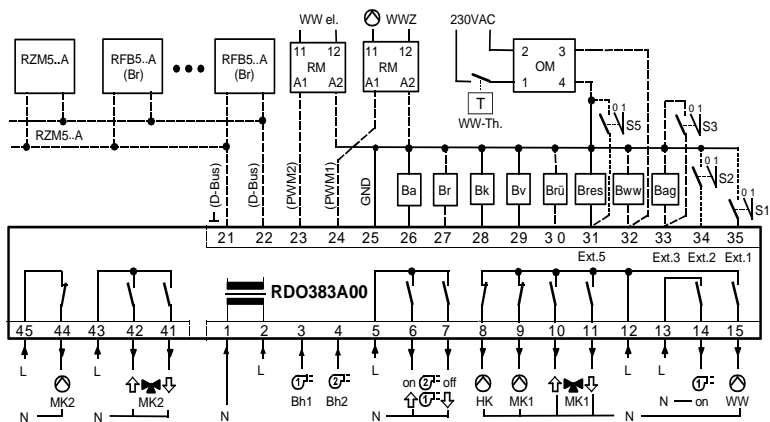 WW el. WWZ 230VAC
RZM5..A RFB5..A (Br) RFB5..A (Br)
11 12 11 12 2 3
RM RM OM
A1 A2 A1 A2 1 4
T
WW-Th.
0 1 S5 0 1 S3
RZM5..A
0 1 S2 0 1 S1
(D-Bus) (D-Bus) (PWM2) (PWM1) GND Ba Br Bk Bv Brü Bres Bww Bag
21 22 23 24 25 26 27 28 29 30 31 32 33 34 35
Ext.5 Ext.3 Ext.2 Ext.1
RDO383A00
45 44 43 42 41 1 2 3 4 5 6 7 8 9 10 11 12 13 14 15
L L L L L L
1 2 on 2 off 1
MK2 MK2 Bh1 Bh2 1 HK MK1 MK1 N on WW
N N N N N